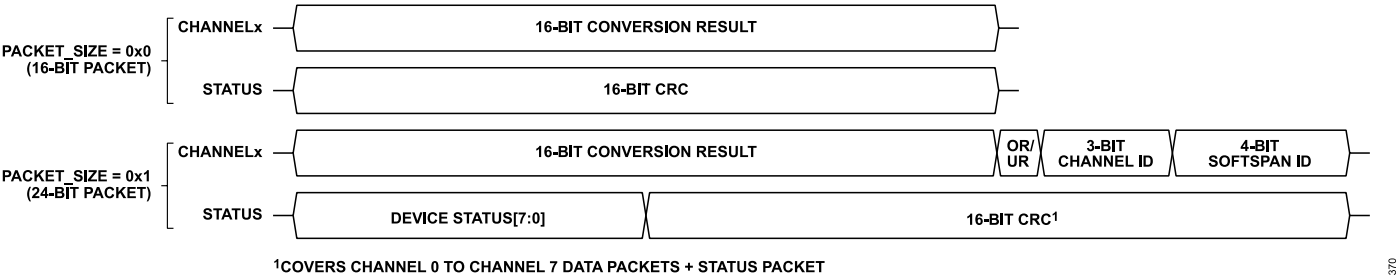 PACKET_SIZE = 0x0
(16-BIT PACKET)
CHANNELx
16-BIT CONVERSION RESULT
STATUS
16-BIT CRC
PACKET_SIZE = 0x1
(24-BIT PACKET)
CHANNELx
16-BIT CONVERSION RESULT
OR/
UR
3-BIT
CHANNEL ID
4-BIT
SOFTSPAN ID
STATUS
DEVICE STATUS[7:0]
16-BIT CRC1
1COVERS CHANNEL 0 TO CHANNEL 7 DATA PACKETS + STATUS PACKET
370